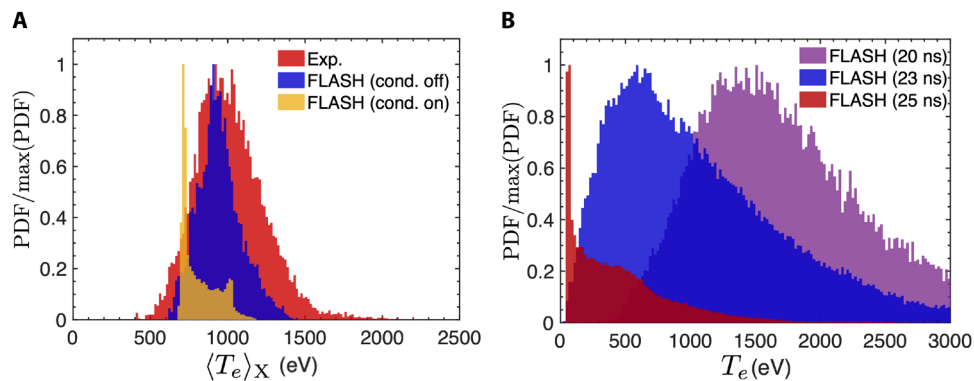 A
B
PDF/max(PDF)
1
0.8
0.6
0.4
0.2
0
Exp.
FLASH (cond. off)
FLASH (cond. on)
0
500
1000
1500
2000
2500
⟨Tₑ⟩X (eV)
PDF/max(PDF)
1
0.8
0.6
0.4
0.2
0
FLASH (20 ns)
FLASH (23 ns)
FLASH (25 ns)
0
500
1000
1500
2000
2500
3000
Tₑ (eV)